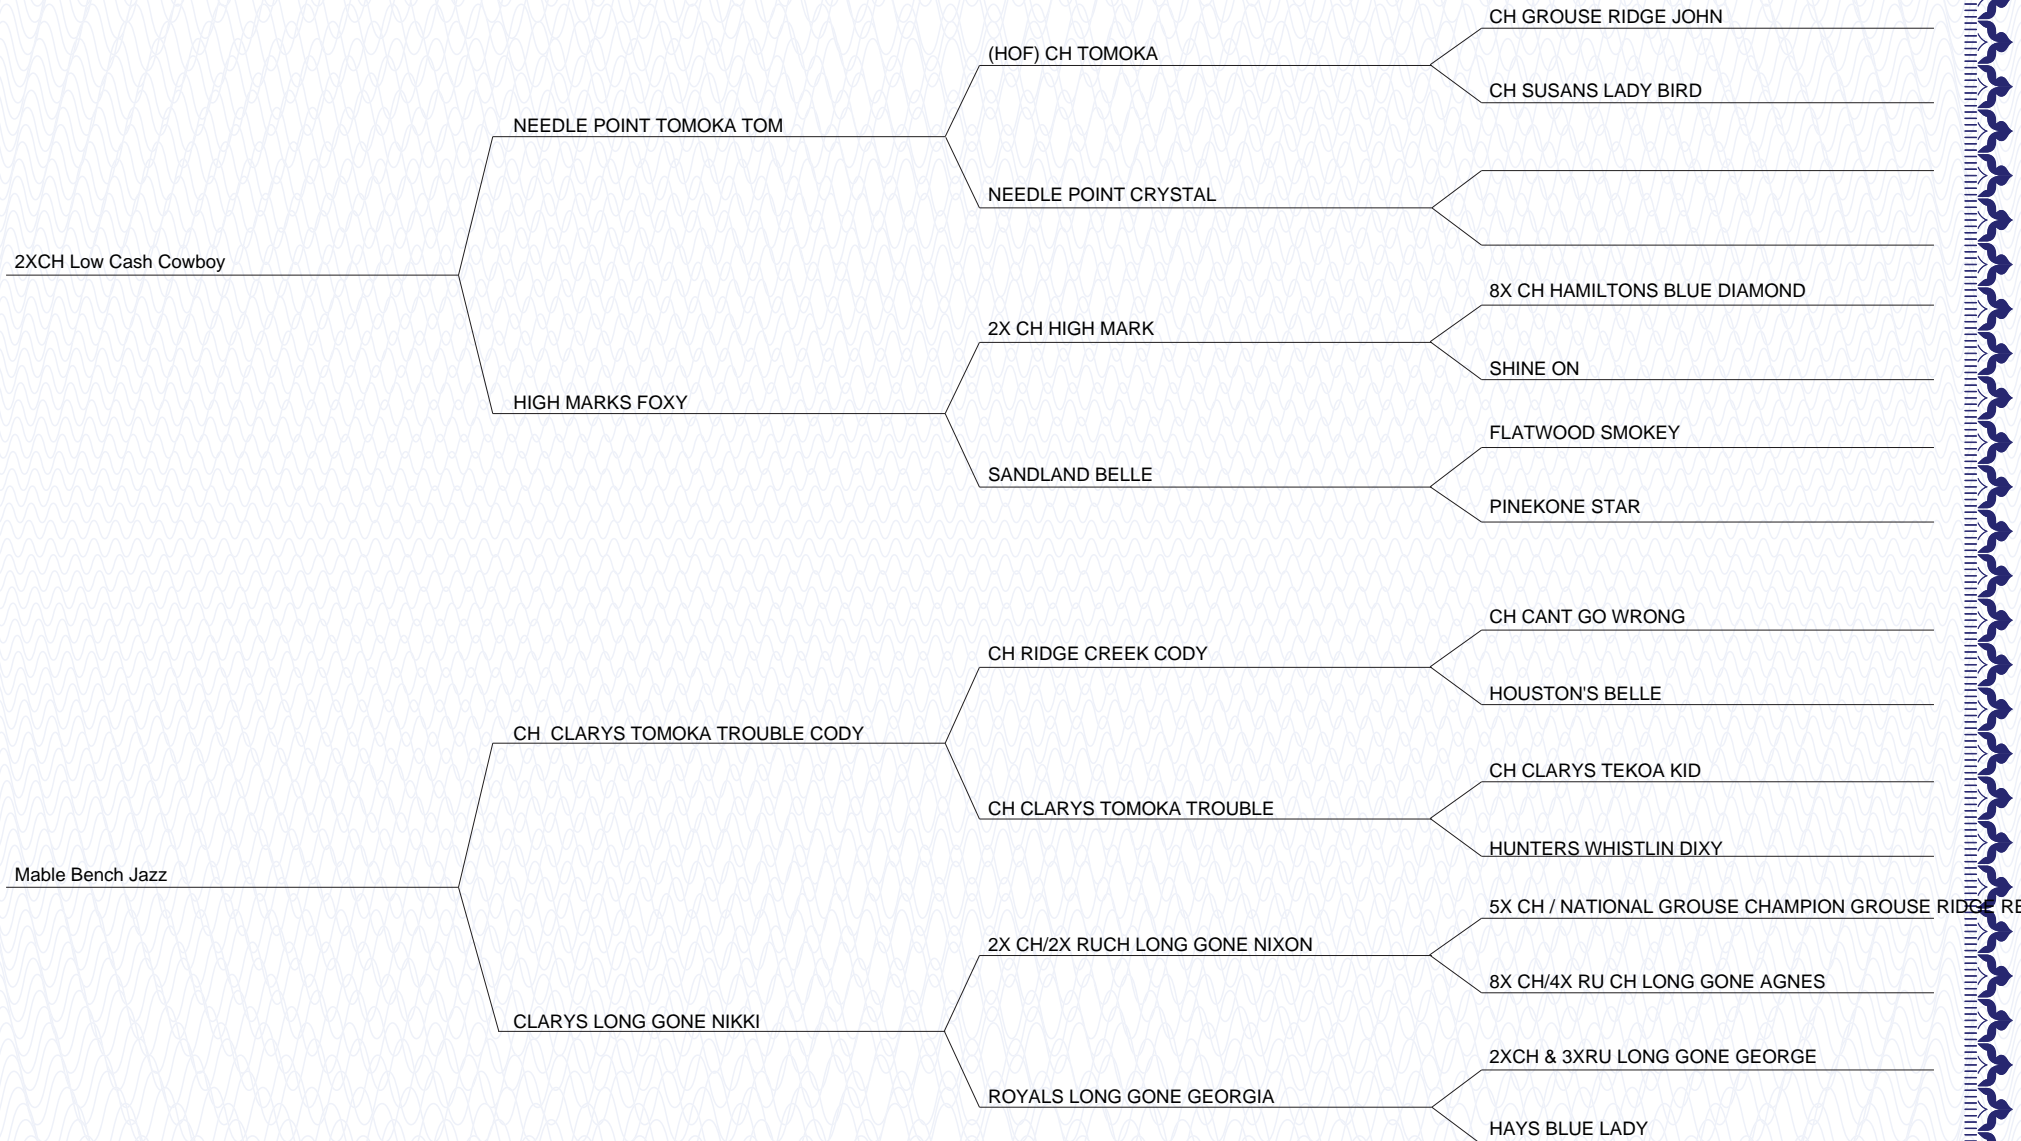 CH GROUSE RIDGE JOHN
(HOF) CH TOMOKA
CH SUSANS LADY BIRD
NEEDLE POINT TOMOKA TOM
NEEDLE POINT CRYSTAL
2XCH Low Cash Cowboy
8X CH HAMILTONS BLUE DIAMOND
2X CH HIGH MARK
SHINE ON
HIGH MARKS FOXY
FLATWOOD SMOKEY
SANDLAND BELLE
PINEKONE STAR
CH CANT GO WRONG
CH RIDGE CREEK CODY
HOUSTON'S BELLE
CH  CLARYS TOMOKA TROUBLE CODY
CH CLARYS TEKOA KID
CH CLARYS TOMOKA TROUBLE
HUNTERS WHISTLIN DIXY
Mable Bench Jazz
5X CH / NATIONAL GROUSE CHAMPION GROUSE RIDGE RE
2X CH/2X RUCH LONG GONE NIXON
8X CH/4X RU CH LONG GONE AGNES
CLARYS LONG GONE NIKKI
2XCH & 3XRU LONG GONE GEORGE
ROYALS LONG GONE GEORGIA
HAYS BLUE LADY